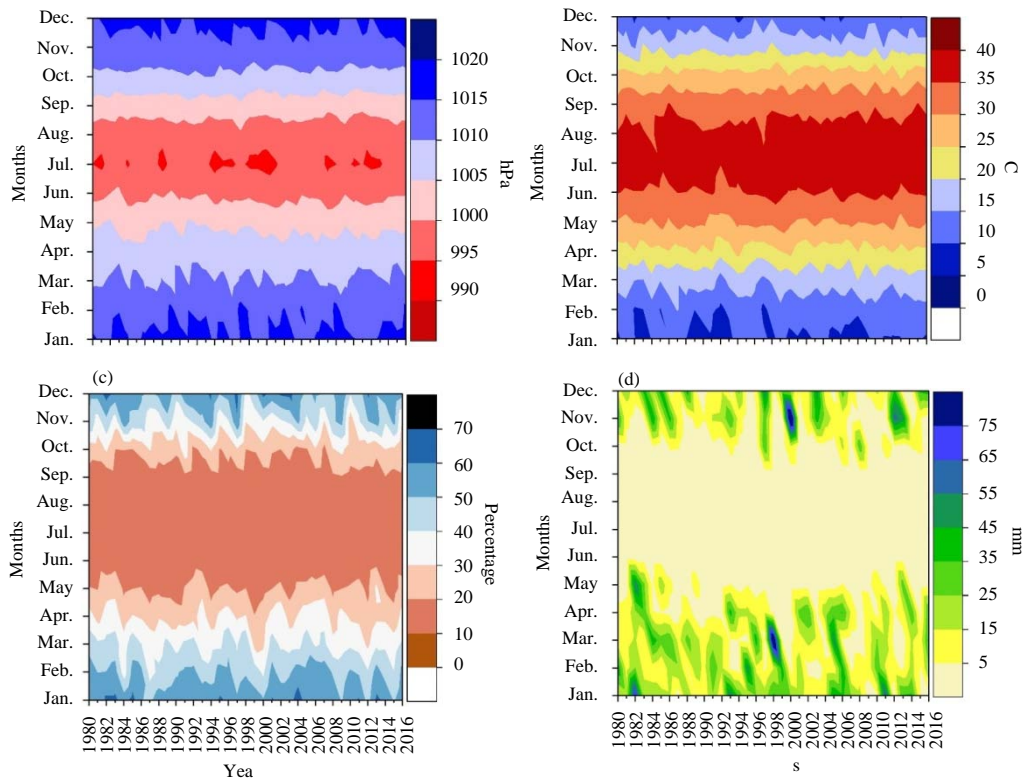 Dec.
Nov.
Oct.
Sep.
Aug.
Jul.
Jun.
May
Apr.
Mar.
Feb.
Jan.
Months
1020
1015
1010
1005
1000
995
990
hPa
Dec.
Nov.
Oct.
Sep.
Aug.
Jul.
Jun.
May
Apr.
Mar.
Feb.
Jan.
Months
40
35
30
25
20
15
10
5
0
C
(c)
Dec.
Nov.
Oct.
Sep.
Aug.
Jul.
Jun.
May
Apr.
Mar.
Feb.
Jan.
Months
1980
1982
1984
1986
1988
1990
1992
1994
1996
1998
2000
2002
2004
2006
2008
2010
2012
2014
2016
Yea
70
60
50
40
30
20
10
0
Percentage
(d)
Dec.
Nov.
Oct.
Sep.
Aug.
Jul.
Jun.
May
Apr.
Mar.
Feb.
Jan.
Months
1980
1982
1984
1986
1988
1990
1992
1994
1996
1998
2000
2002
2004
2006
2008
2010
2012
2014
2016
s
75
65
55
45
35
25
15
5
mm